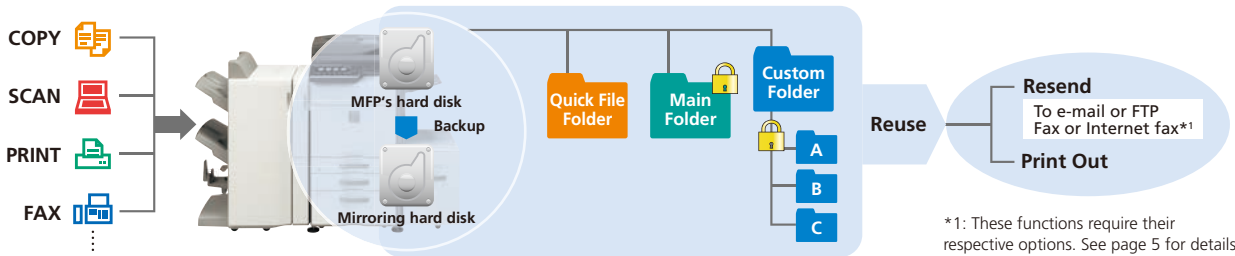 COPY
SCAN
PRINT
FAX
MFP's hard disk
Backup
Mirroring hard disk
Quick File
Folder
Main
Folder
Custom
Folder
A
B
C
Reuse
Resend
To e-mail or FTP
Fax or Internet fax*1
Print Out
*1: These functions require their
respective options. See page 5 for details